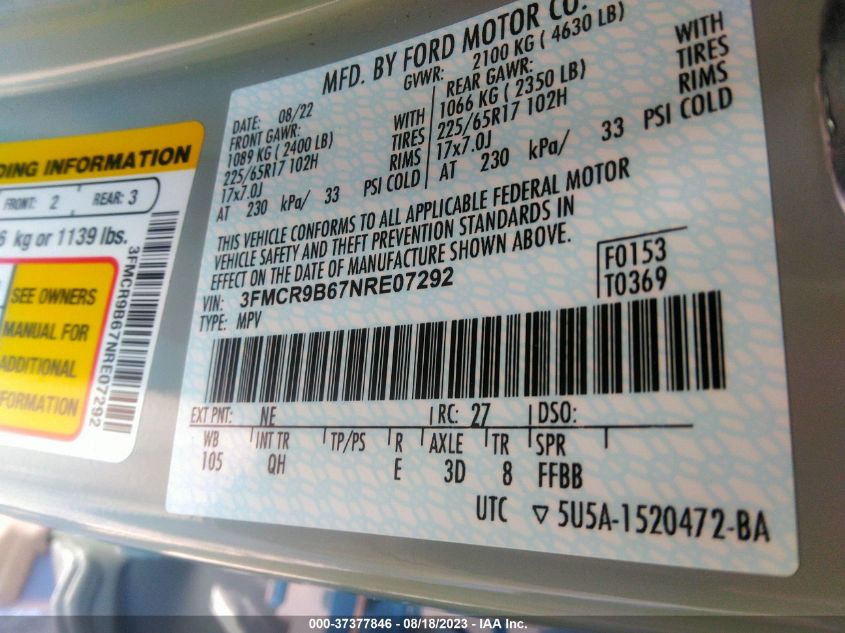 DING INFORMATION
FRONT: 2 REAR: 3
6 kg or 1139 lbs.
SEE OWNERS
MANUAL FOR
ADDITIONAL
FORMATION
3FMCR9B67NRE07292
MFD. BY FORD MOTOR CO.
DATE: 08/22 GVWR: 2100 KG ( 4630 LB)
FRONT GAWR: REAR GAWR:
1089 KG ( 2400 LB) WITH 1066 KG ( 2350 LB) WITH
225/65R17 102H TIRES 225/65R17 102H TIRES
17x7.0J RIMS 17x7.0J RIMS
AT 230 kPa/ 33 PSI COLD AT 230 kPa/ 33 PSI COLD
THIS VEHICLE CONFORMS TO ALL APPLICABLE FEDERAL MOTOR
VEHICLE SAFETY AND THEFT PREVENTION STANDARDS IN
EFFECT ON THE DATE OF MANUFACTURE SHOWN ABOVE.
VIN: 3FMCR9B67NRE07292 F0153
TYPE: MPV T0369
EXT PNT: NE RC: 27 DSO:
WB INT TR TP/PS R AXLE TR SPR
105 QH E 3D 8 FFBB
UTC ▽ 5U5A-1520472-BA
000-37377846 - 08/18/2023 - IAA Inc.